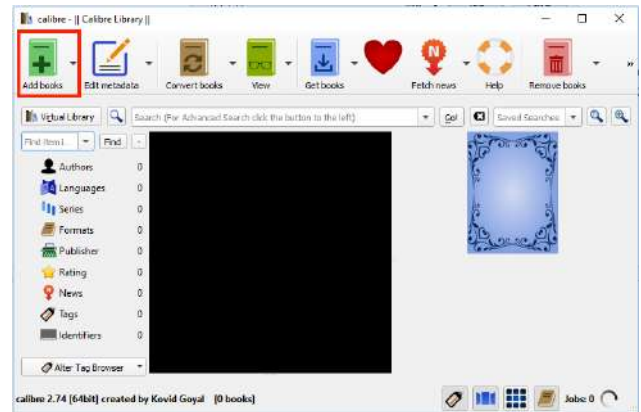 calibre - || Calibre Library ||
Add books
Edit metadata
Convert books
View
Get books
Fetch news
Help
Remove books
»
Virtual Library
Search (For Advanced Search click the button to the left)
Go!
Saved Searches
Find item i...
Find
Authors 0
Languages 0
Series 0
Formats 0
Publisher 0
Rating 0
News 0
Tags 0
Identifiers 0
Alter Tag Browser
calibre 2.74 [64bit] created by Kovid Goyal [0 books]
Jobs: 0